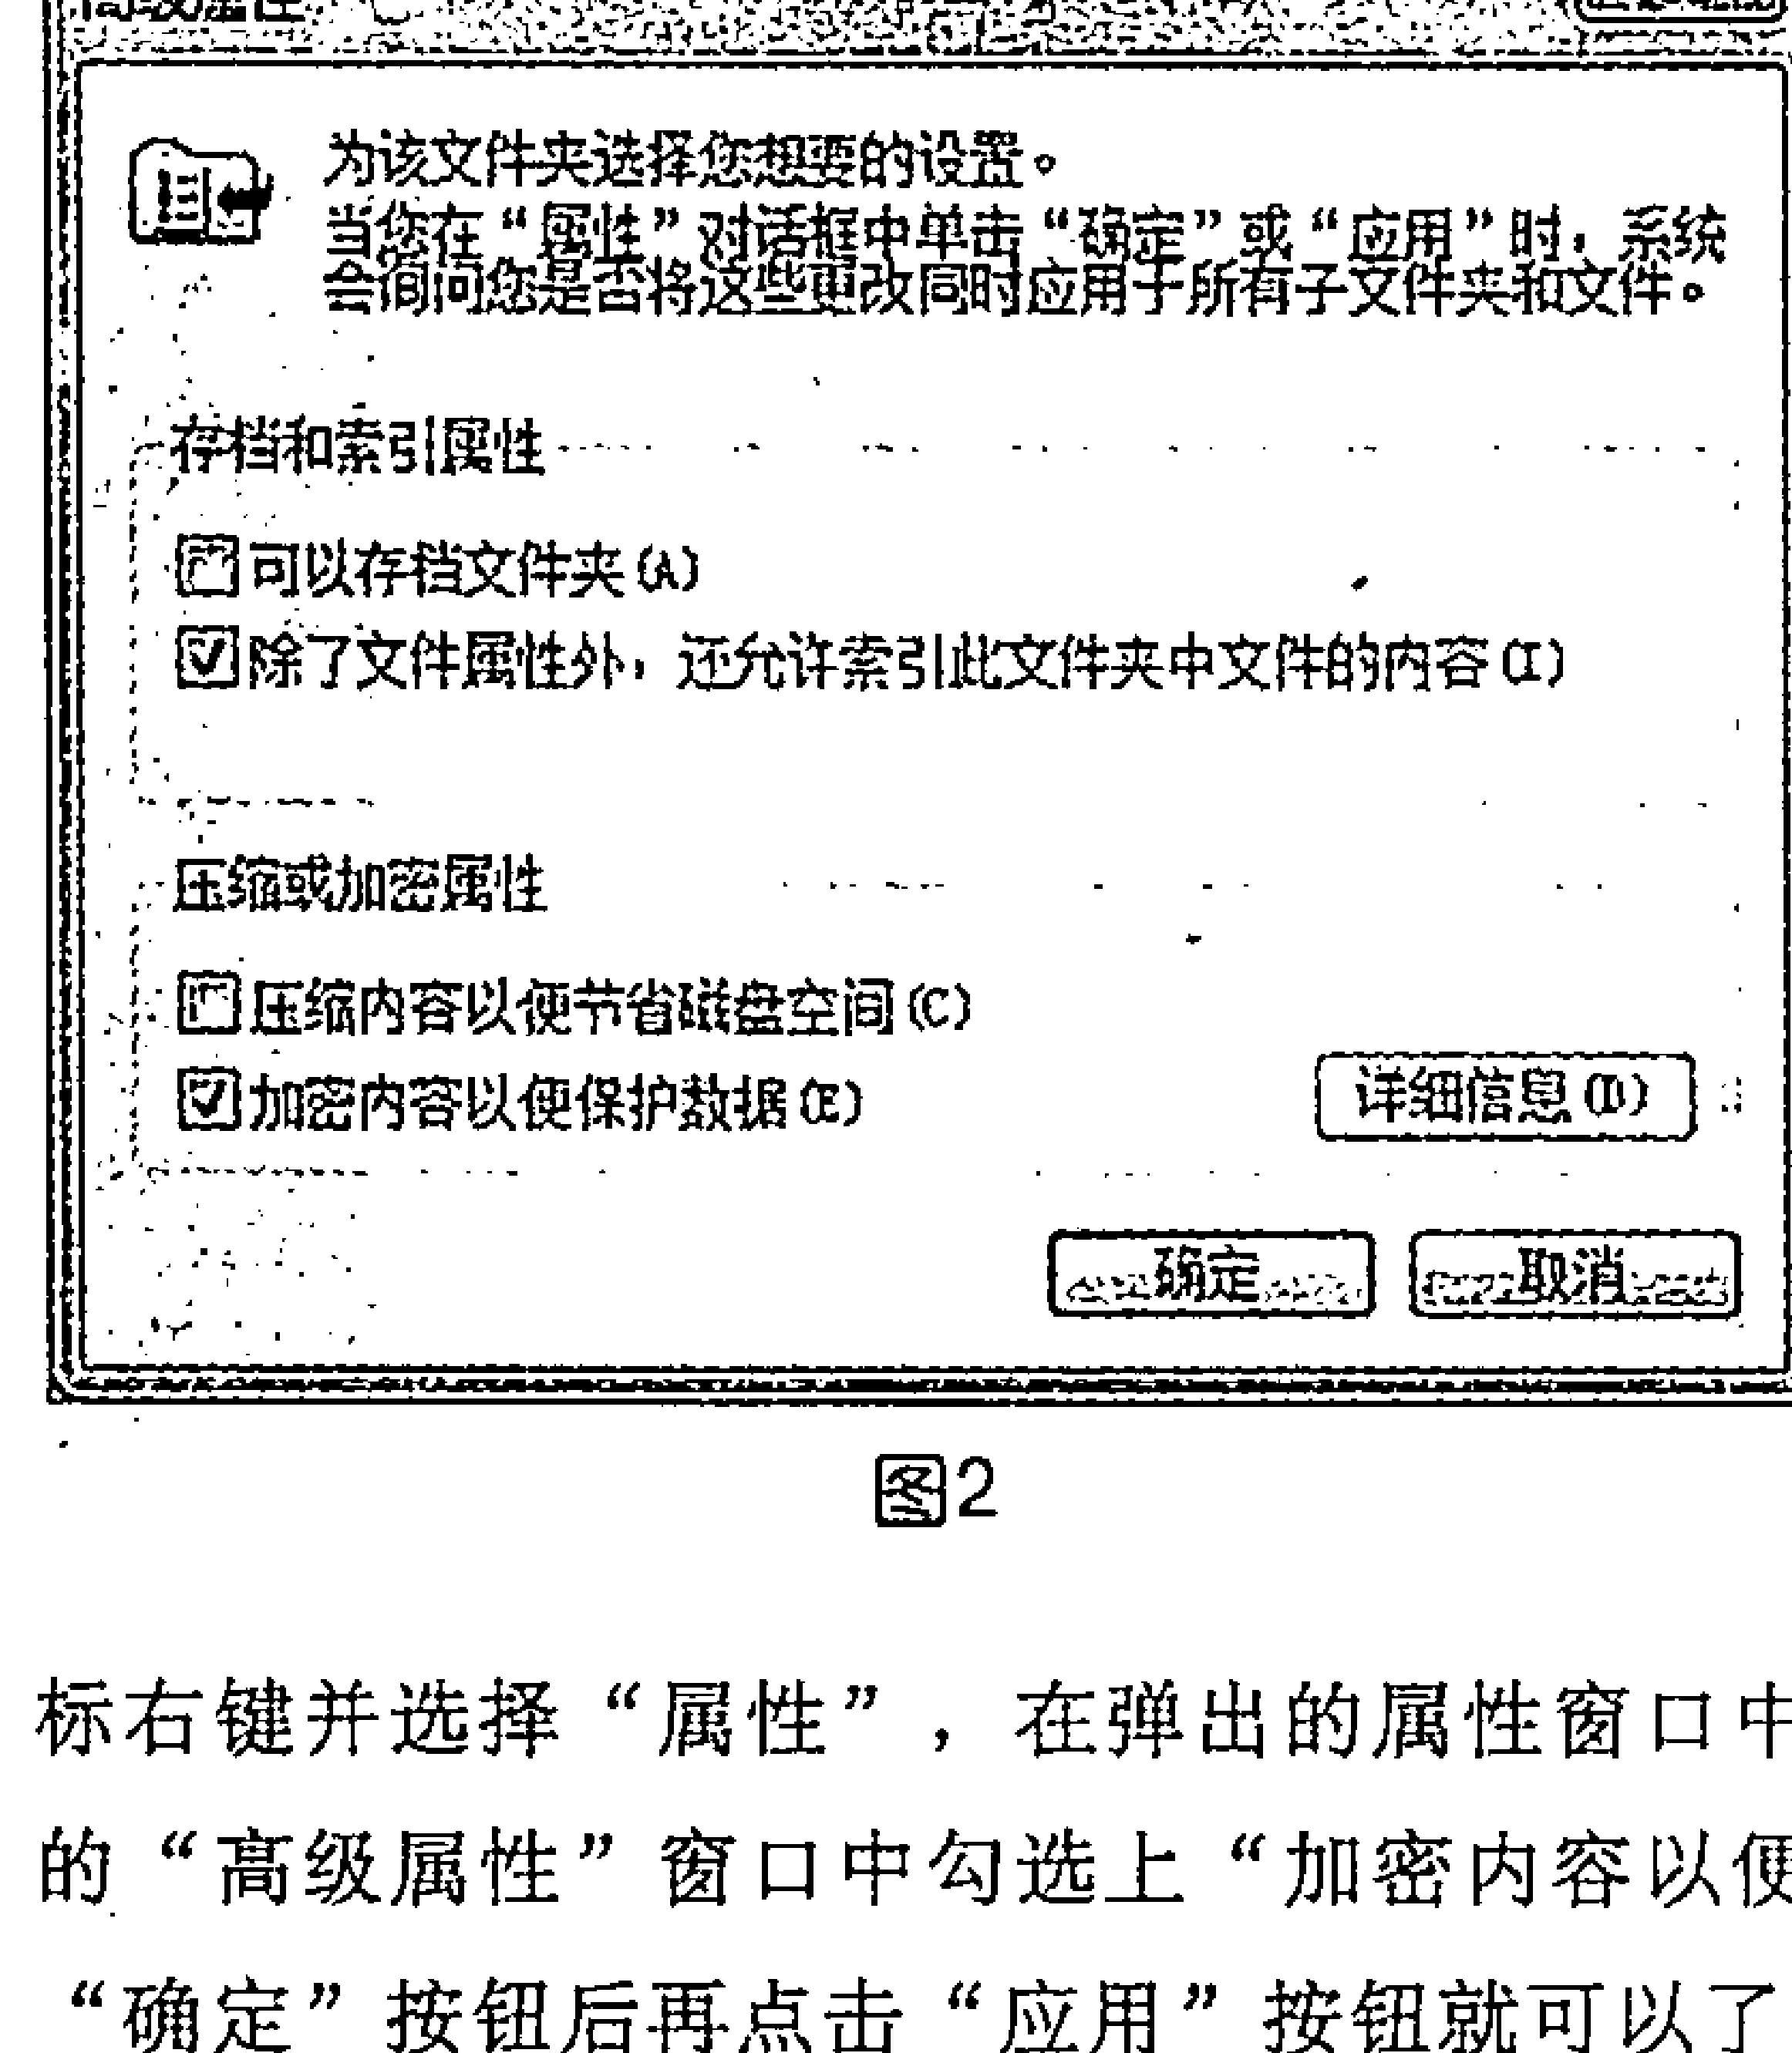 高级属性
为该文件夹选择您想要的设置。
当您在“属性”对话框中单击“确定”或“应用”时，系统
会询问您是否将这些更改同时应用于所有子文件夹和文件。
存档和索引属性
可以存档文件夹(A)
除了文件属性外，还允许索引此文件夹中文件的内容(I)
压缩或加密属性
压缩内容以便节省磁盘空间(C)
加密内容以便保护数据(E)
详细信息(D)
确定
取消
图2
标右键并选择“属性”，在弹出的属性窗口中
的“高级属性”窗口中勾选上“加密内容以便
“确定”按钮后再点击“应用”按钮就可以了